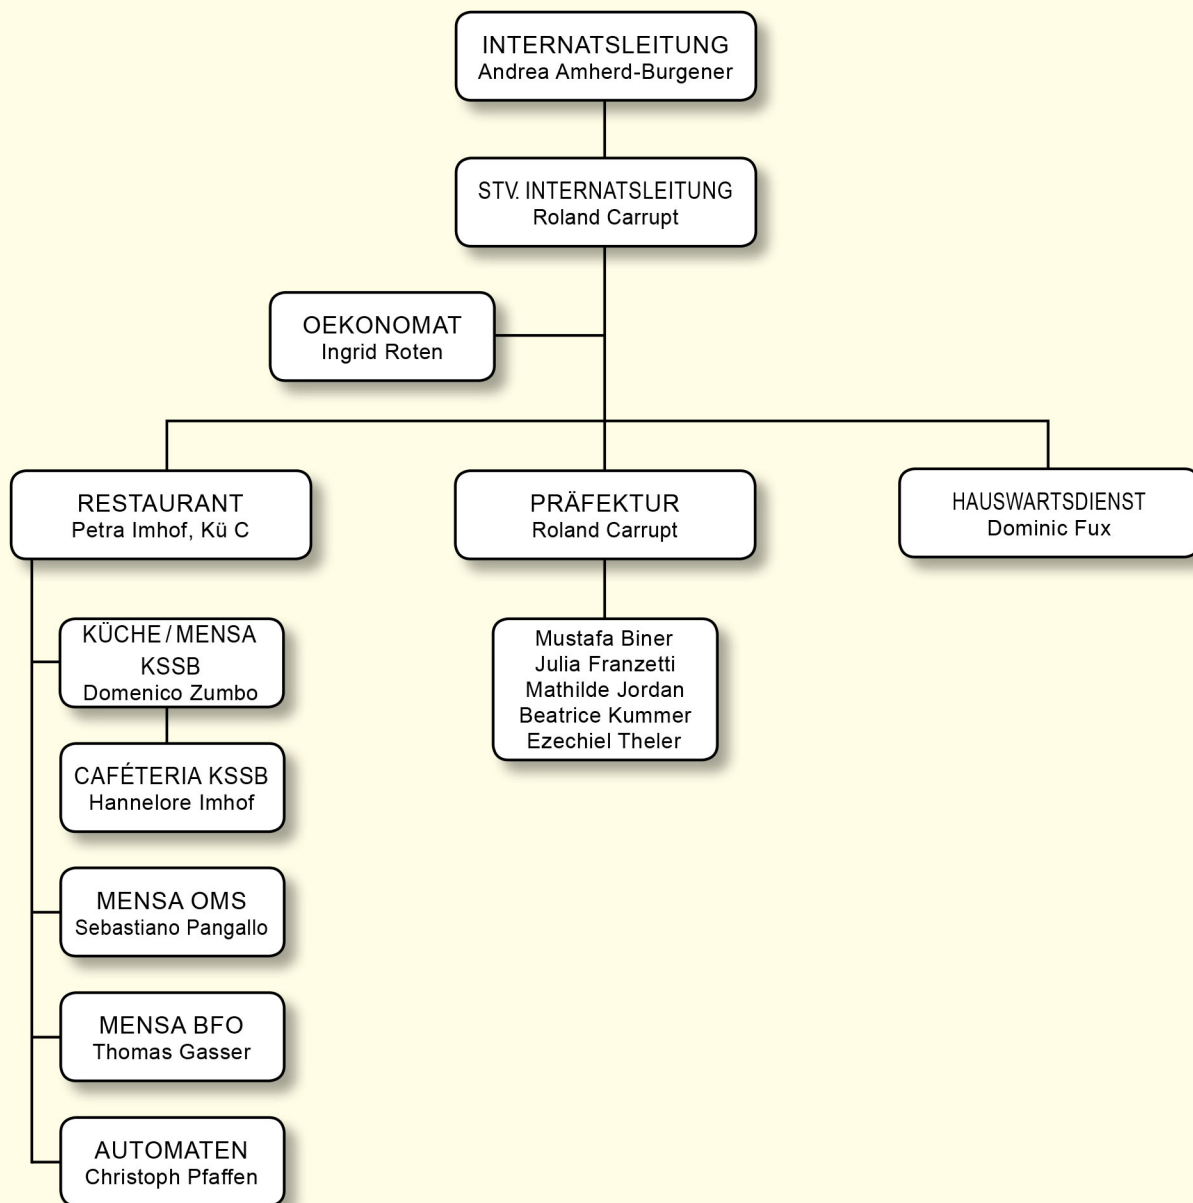 INTERNATSLEITUNG
Andrea Amherd-Burgener
STV. INTERNATSLEITUNG
Roland Carrupt
OEKONOMAT
Ingrid Roten
RESTAURANT
Petra Imhof, Kü C
PRÄFEKTUR
Roland Carrupt
HAUSWARTSDIENST
Dominic Fux
KÜCHE / MENSA
KSSB
Domenico Zumbo
CAFÉTERIA KSSB
Hannelore Imhof
MENSA OMS
Sebastiano Pangallo
MENSA BFO
Thomas Gasser
AUTOMATEN
Christoph Pfaffen
Mustafa Biner
Julia Franzetti
Mathilde Jordan
Beatrice Kummer
Ezechiel Theler